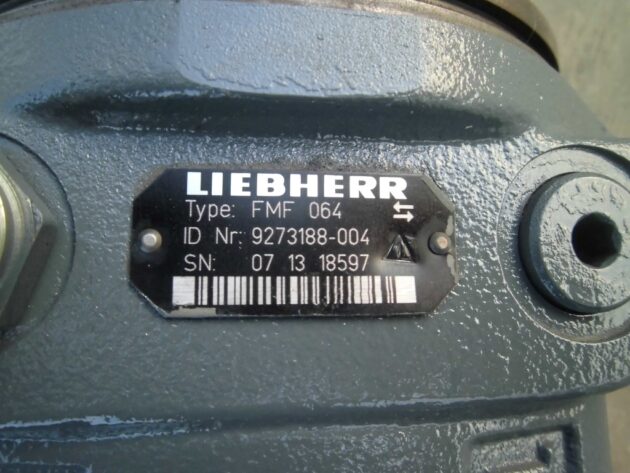 LIEBHERR
Type: FMF 064
ID Nr.: 9273188-004
SN: 07 13 18597